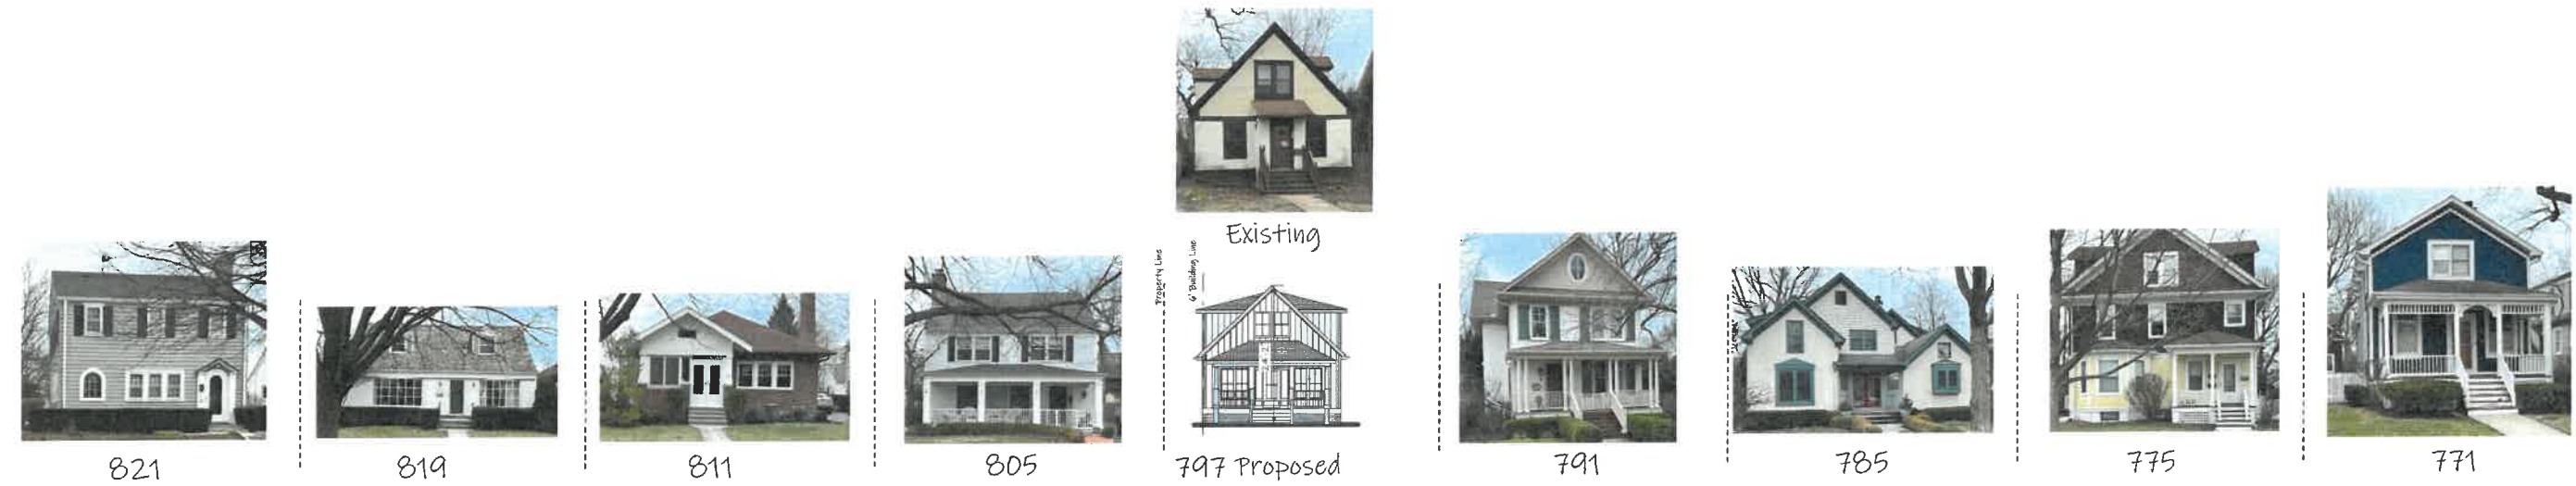 Existing
Property Line
6' Building Line
821
819
811
805
797 Proposed
791
785
775
771